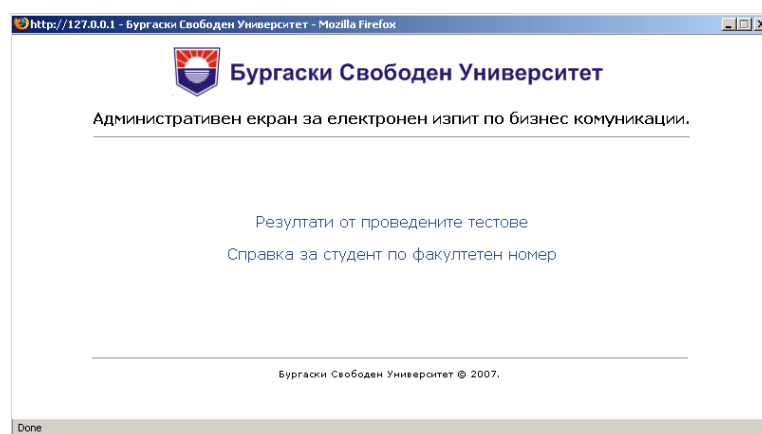 http://127.0.0.1 - Бургаски Свободен Университет - Mozilla Firefox
Бургаски Свободен Университет
Административен екран за електронен изпит по бизнес комуникации.
Резултати от проведените тестове
Справка за студент по факултетен номер
Бургаски Свободен Университет © 2007.
Done